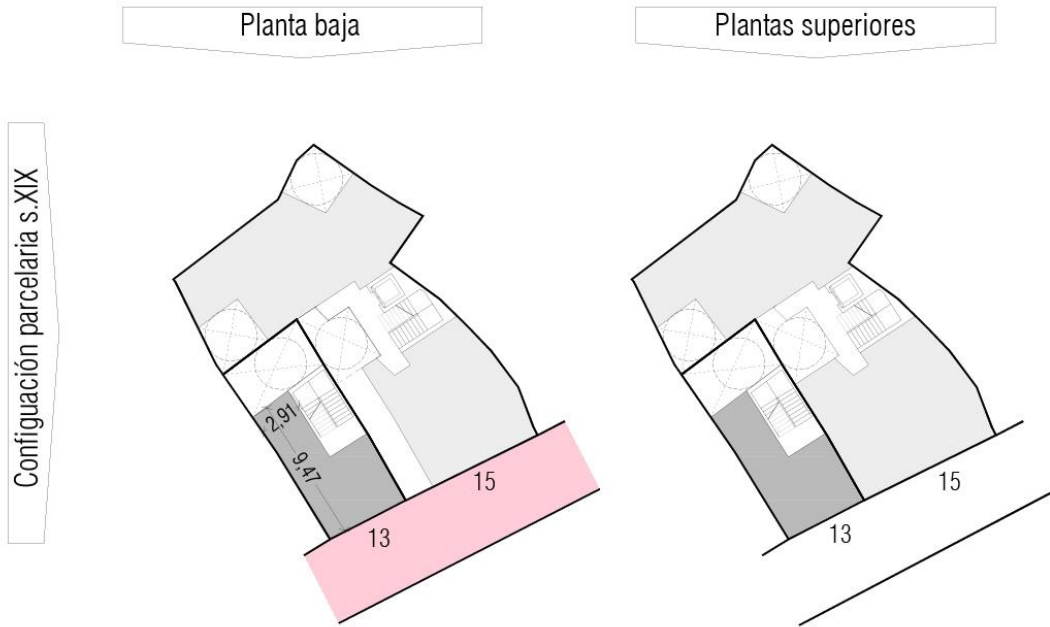 Planta baja
Plantas superiores
Configuación parcelaria s.XIX
2,91
9,47
15
13
15
13